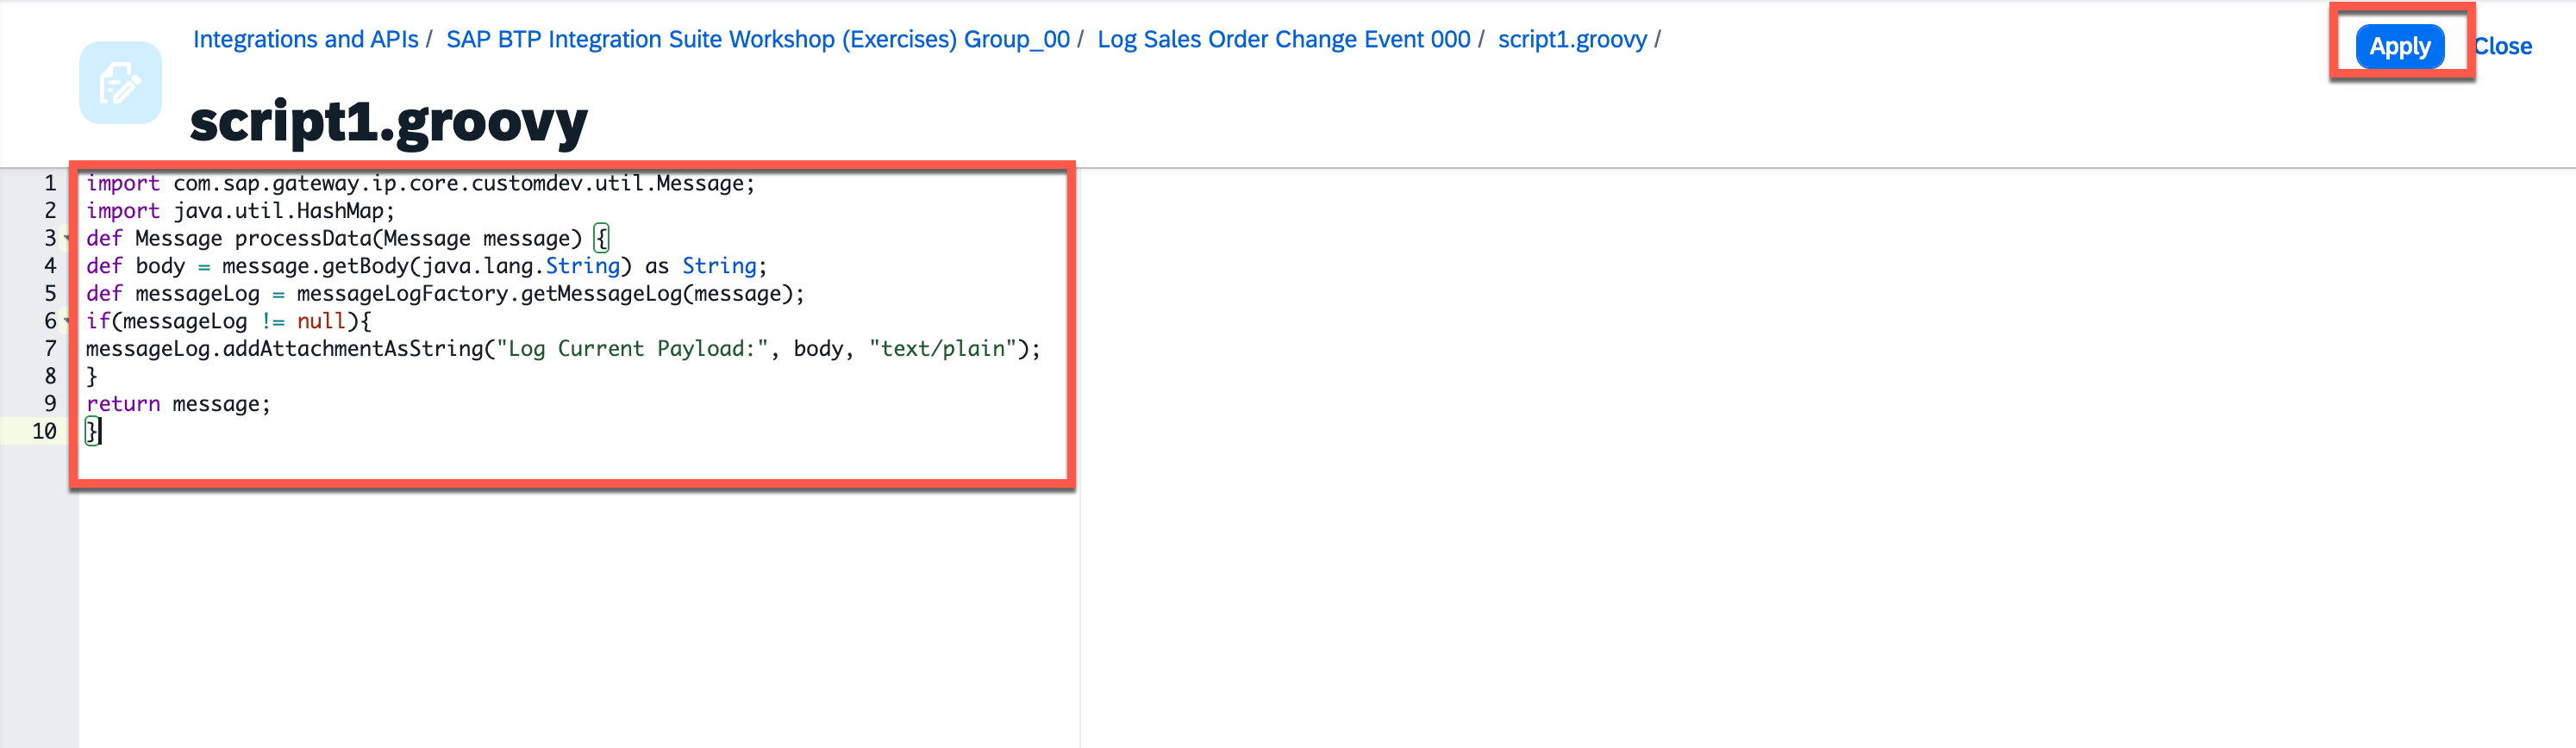 Integrations and APIs / SAP BTP Integration Suite Workshop (Exercises) Group_00 / Log Sales Order Change Event 000 / script1.groovy /
Apply Close
script1.groovy
1 import com.sap.gateway.ip.core.customdev.util.Message;
2 import java.util.HashMap;
3 def Message processData(Message message) {
4 def body = message.getBody(java.lang.String) as String;
5 def messageLog = messageLogFactory.getMessageLog(message);
6 if(messageLog != null){
7 messageLog.addAttachmentAsString("Log Current Payload:", body, "text/plain");
8 }
9 return message;
10 }